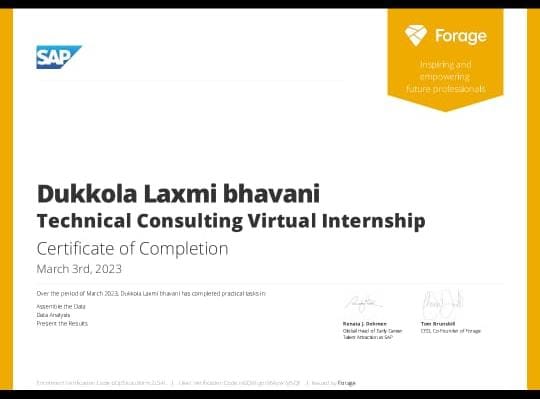 SAP
Forage
Inspiring and
empowering
future professionals
Dukkola Laxmi bhavani
Technical Consulting Virtual Internship
Certificate of Completion
March 3rd, 2023
Over the period of March 2023, Dukkola Laxmi bhavani has completed practical tasks in:
Assemble the Data
Data Analysis
Present the Results
Renata J. Dohman
Global Head of Early Career
Talent Attraction at SAP
Tom Brunskill
CEO, Co-Founder of Forage
Enrolment Verification Code | User Verification Code | Issued by Forage